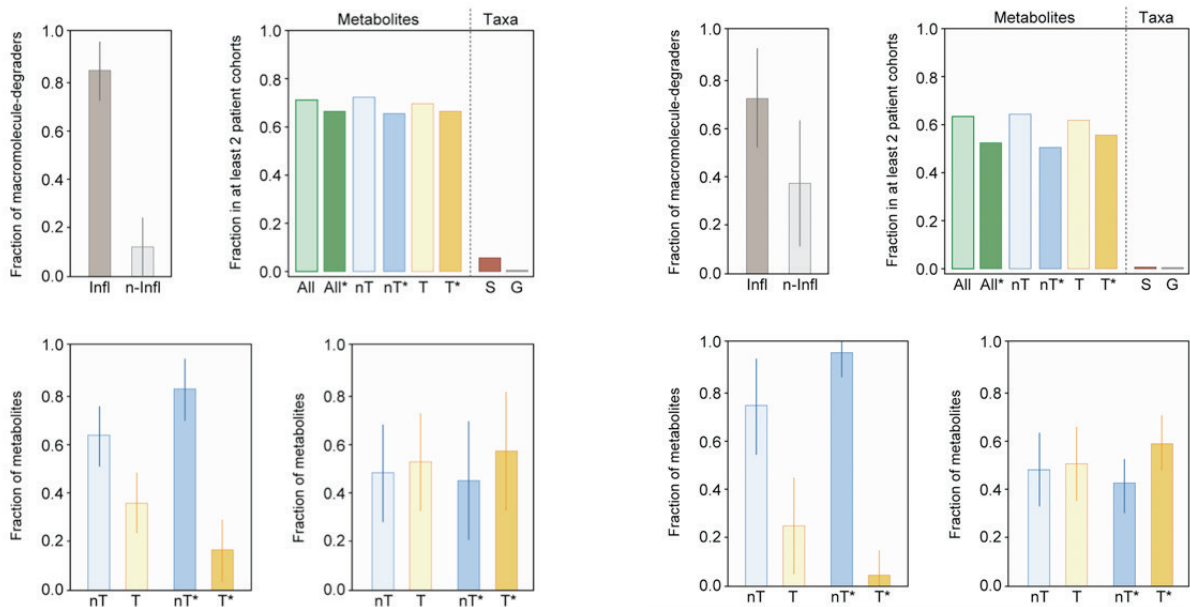 Metabolites Taxa
Fraction of macromolecule-degraders
1.0
0.8
0.6
0.4
0.2
0.0
Infl n-Infl
Fraction in at least 2 patient cohorts
1.0
0.8
0.6
0.4
0.2
0.0
All All* nT nT* T T* S G
Metabolites Taxa
Fraction of macromolecule-degraders
1.0
0.8
0.6
0.4
0.2
0.0
Infl n-Infl
Fraction in at least 2 patient cohorts
1.0
0.8
0.6
0.4
0.2
0.0
All All* nT nT* T T* S G
Fraction of metabolites
1.0
0.8
0.6
0.4
0.2
0.0
nT T nT* T*
Fraction of metabolites
1.0
0.8
0.6
0.4
0.2
0.0
nT T nT* T*
Fraction of metabolites
1.0
0.8
0.6
0.4
0.2
0.0
nT T nT* T*
Fraction of metabolites
1.0
0.8
0.6
0.4
0.2
0.0
nT T nT* T*